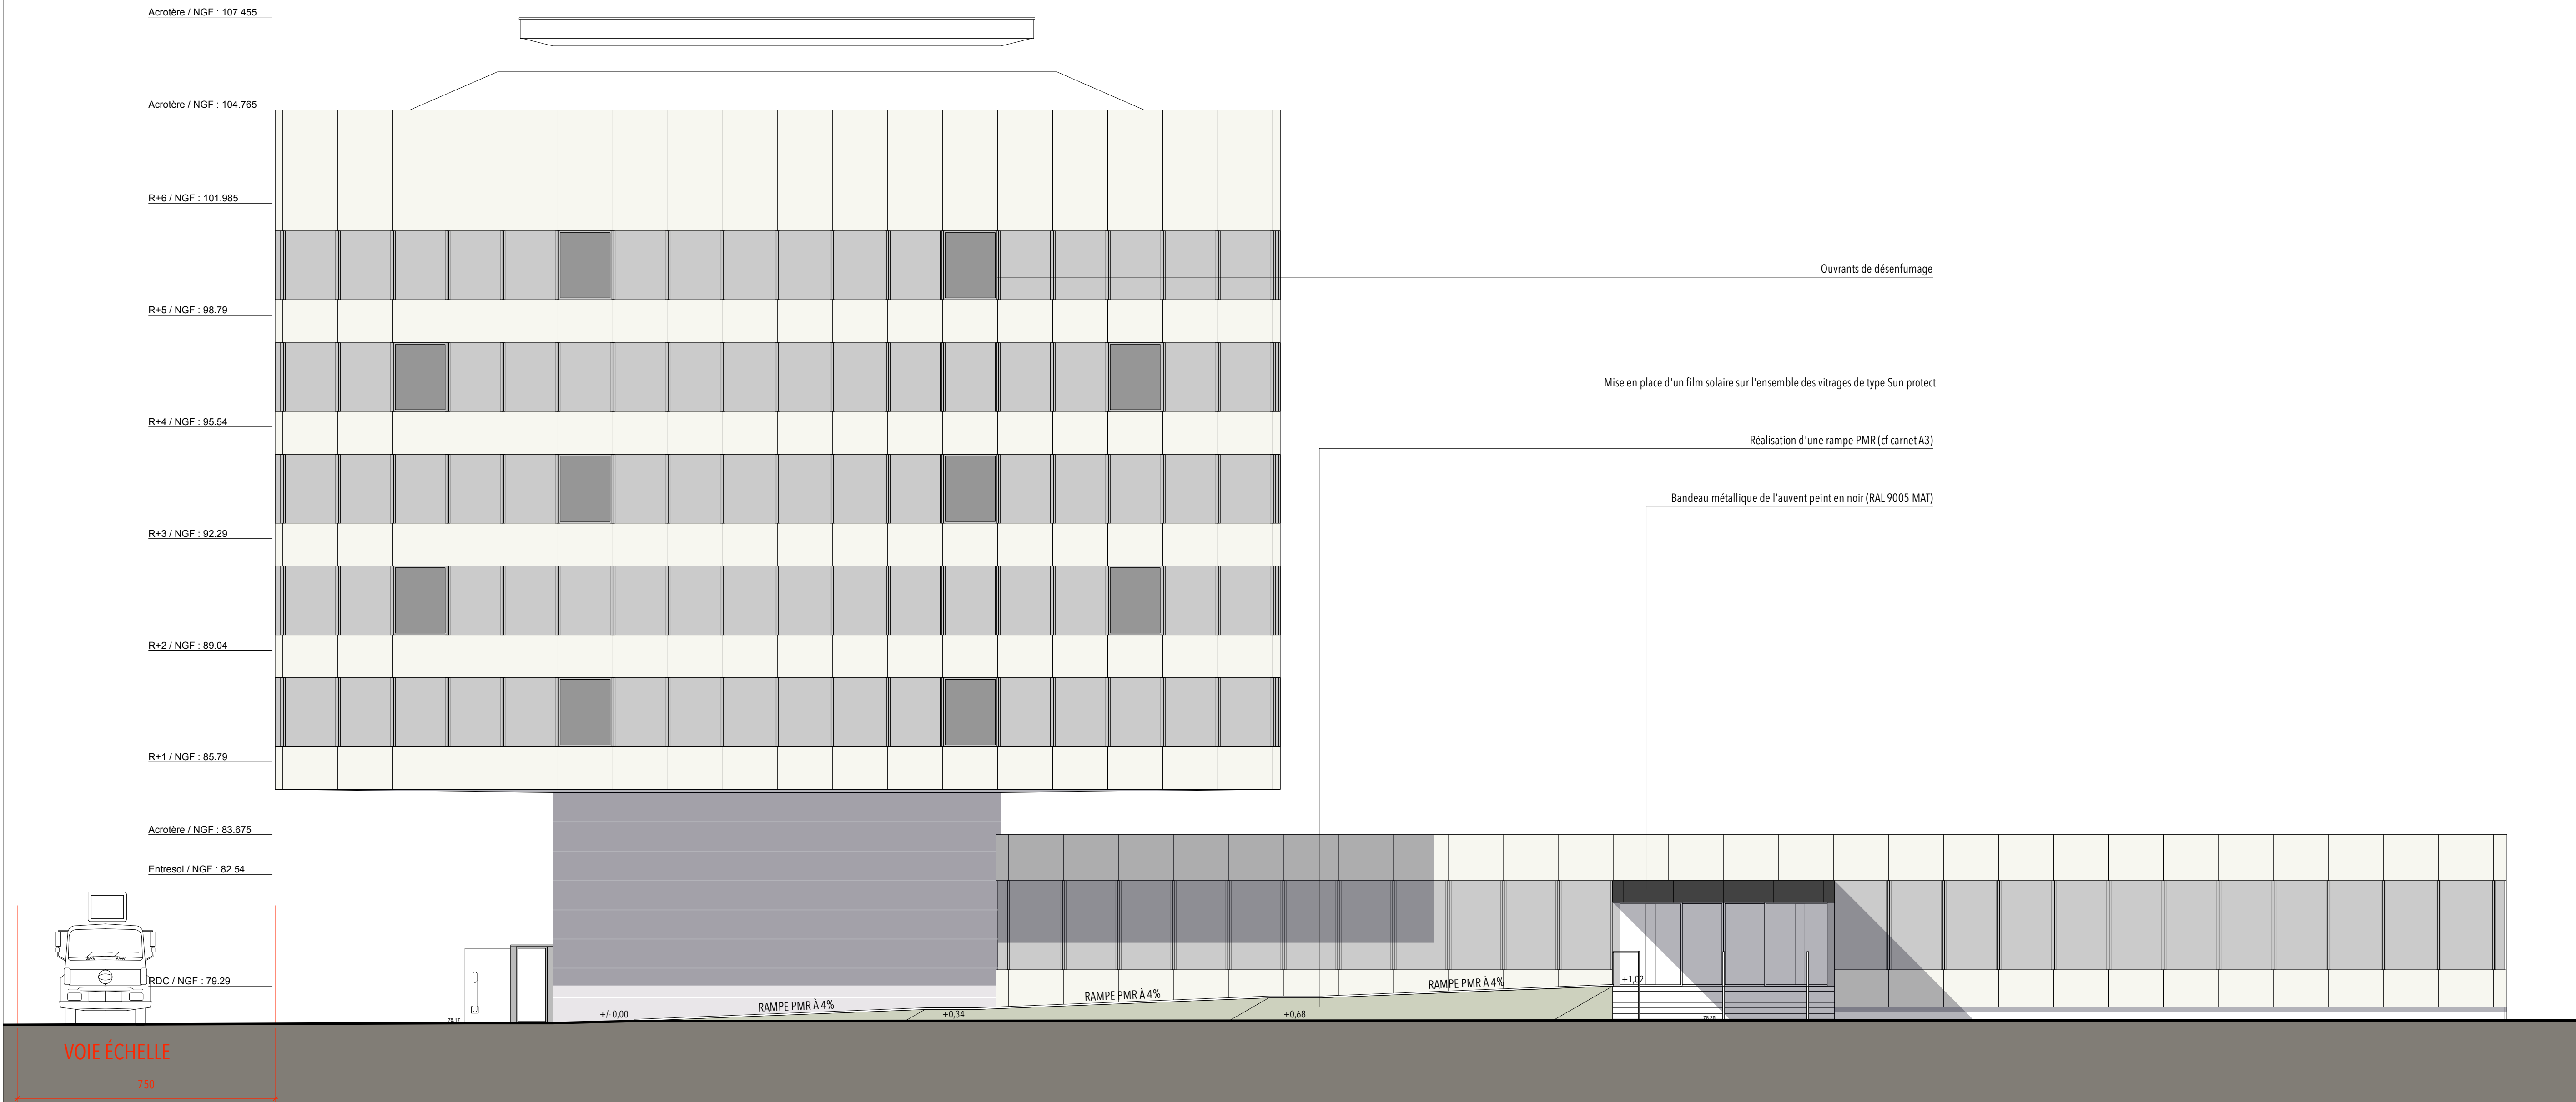 Acrotère / NGF : 107.455
Acrotère / NGF : 104.765
R+6 / NGF : 101.985
Ouvrants de désenfumage
R+5 / NGF : 98.79
Mise en place d'un film solaire sur l'ensemble des vitrages de type Sun protect
R+4 / NGF : 95.54
Réalisation d'une rampe PMR (cf carnet A3)
Bandeau métallique de l'auvent peint en noir (RAL 9005 MAT)
R+3 / NGF : 92.29
R+2 / NGF : 89.04
R+1 / NGF : 85.79
Acrotère / NGF : 83.675
Entresol / NGF : 82.54
RDC / NGF : 79.29
+1,02
RAMPE PMR À 4%
RAMPE PMR À 4%
RAMPE PMR À 4%
+/- 0,00
+0,34
+0,68
78.17
78.25
VOIE ÉCHELLE
750